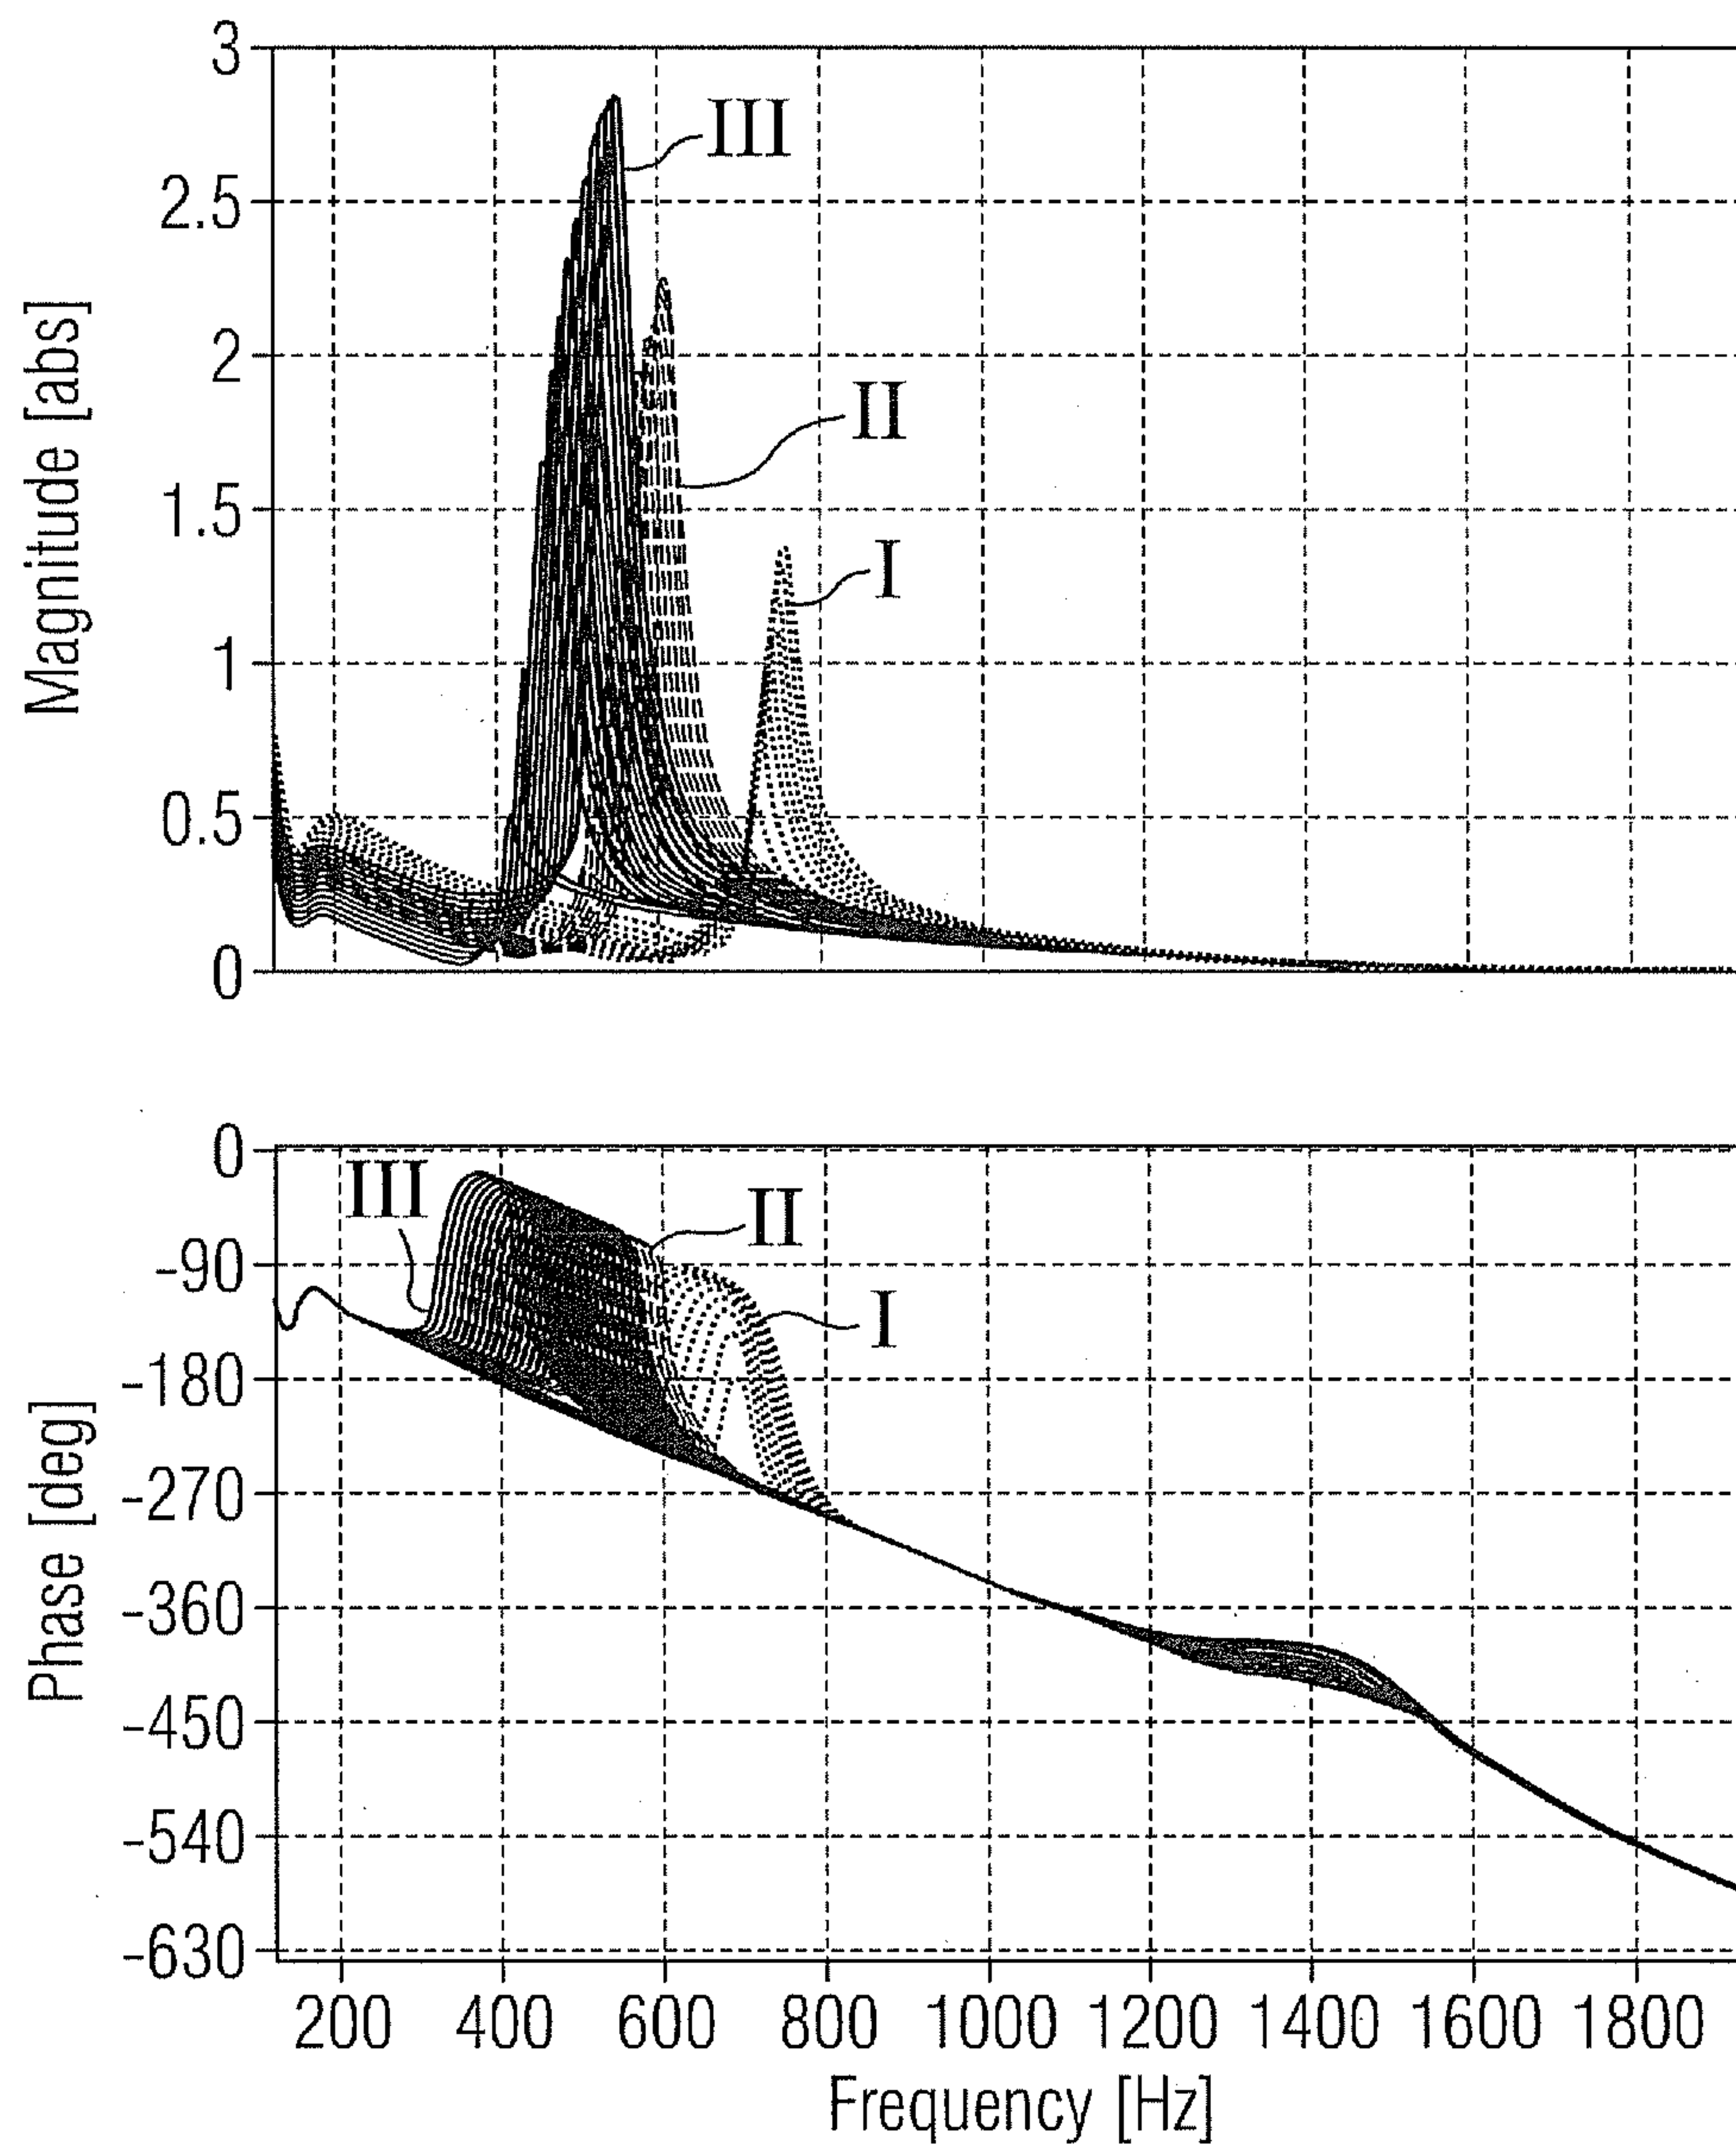 Magnitude [abs]
3
2.5
2
1.5
1
0.5
0
III
II
I
Phase [deg]
0
-90
-180
-270
-360
-450
-540
-630
III
II
I
200 400 600 800 1000 1200 1400 1600 1800
Frequency [Hz]